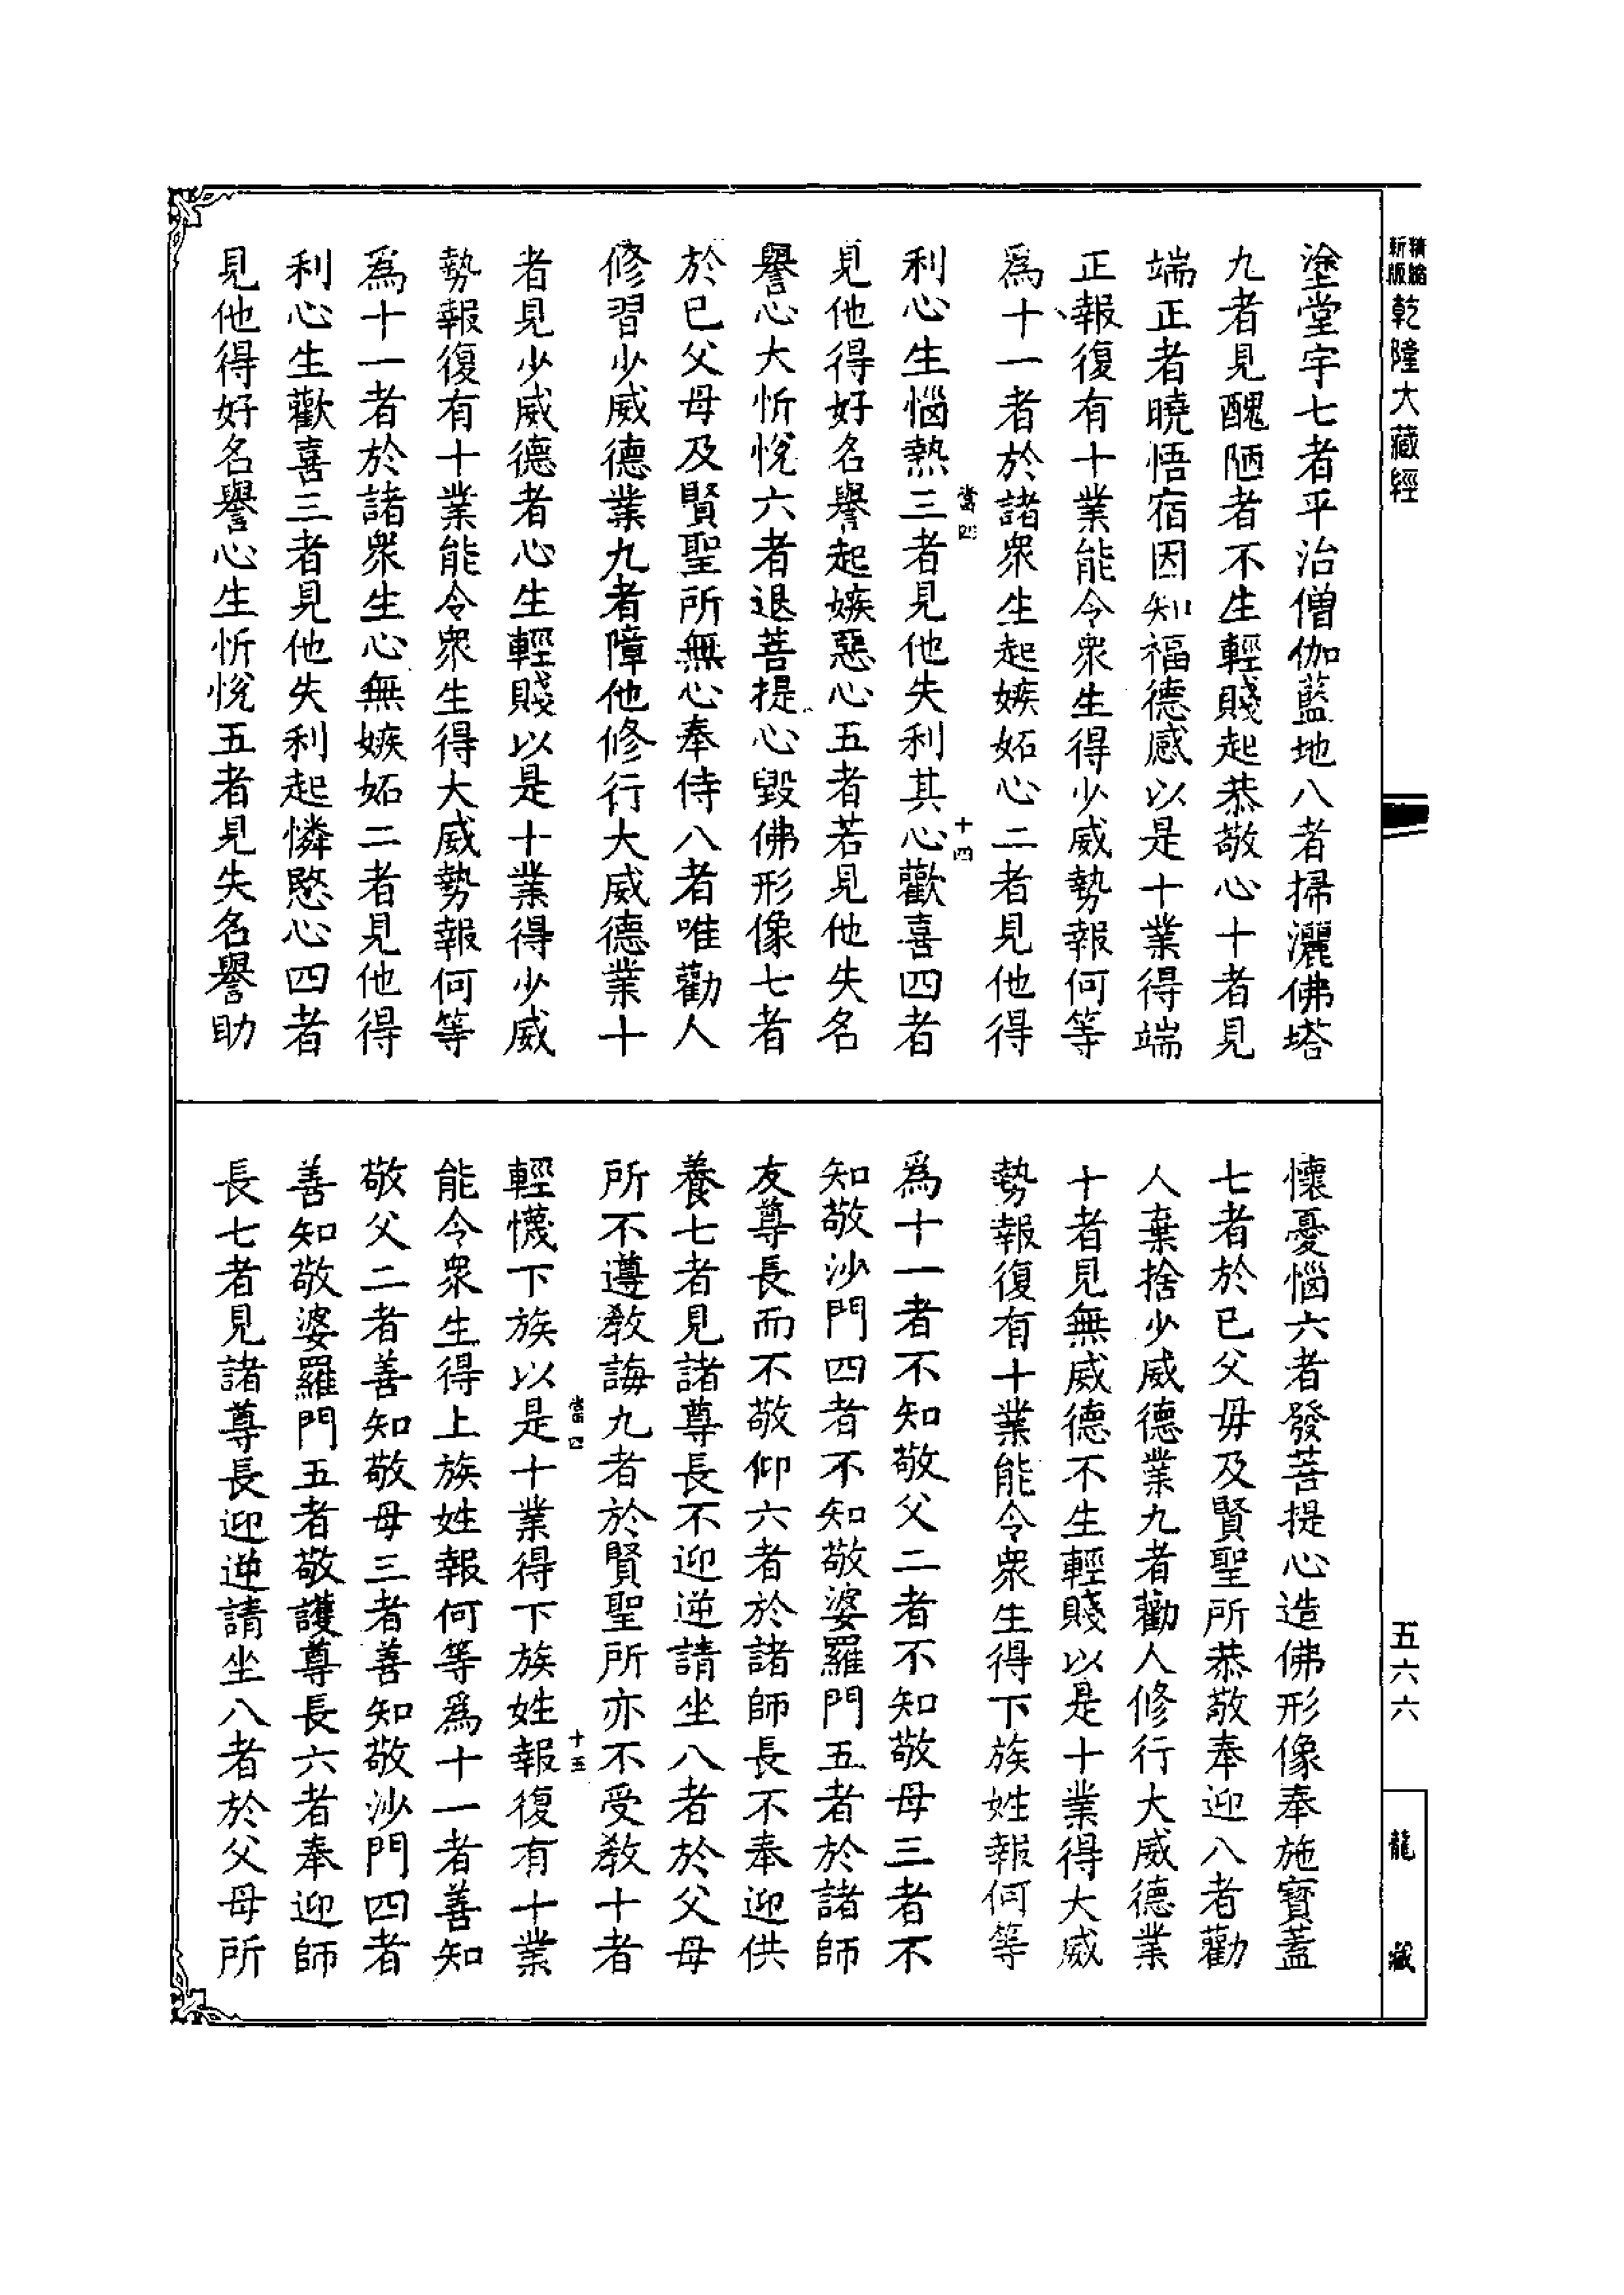 精縮
新版
乾隆大藏經
塗堂宇七者平治僧伽藍地八者掃灑佛塔
九者見醜陋者不生輕賤起恭敬心十者見
端正者曉悟宿因知福德感以是十業得端
正報復有十業能令衆生得少威勢報何等
爲十一者於諸衆生起嫉妬心二者見他得
利心生惱熱三者見他失利其心歡喜四者
當四
十四
見他得好名譽起嫉惡心五者若見他失名
譽心大忻悅六者退菩提心毀佛形像七者
於已父母及賢聖所無心奉侍八者唯勸人
修習少威德業九者障他修行大威德業十
者見少威德者心生輕賤以是十業得少威
勢報復有十業能令衆生得大威勢報何等
爲十一者於諸衆生心無嫉妬二者見他得
利心生歡喜三者見他失利起憐愍心四者
見他得好名譽心生忻悅五者見失名譽助
懷憂惱六者發菩提心造佛形像奉施寶蓋
七者於已父母及賢聖所恭敬奉迎八者勸
人棄捨少威德業九者勸人修行大威德業
十者見無威德不生輕賤以是十業得大威
勢報復有十業能令衆生得下族姓報何等
爲十一者不知敬父二者不知敬母三者不
知敬沙門四者不知敬婆羅門五者於諸師
友尊長而不敬仰六者於諸師長不奉迎供
養七者見諸尊長不迎逆請坐八者於父母
所不遵教誨九者於賢聖所亦不受教十者
輕懱下族以是十業得下族姓報復有十業
當四
十五
能令衆生得上族姓報何等爲十一者善知
敬父二者善知敬母三者善知敬沙門四者
善知敬婆羅門五者敬護尊長六者奉迎師
長七者見諸尊長迎逆請坐八者於父母所
五六六
龍藏